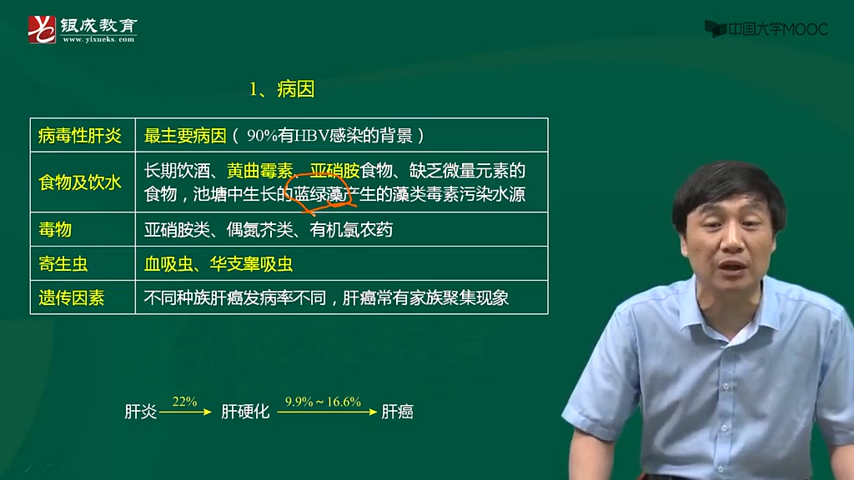 银成教育
www.yixueks.com
中国大学MOOC
1、病因
病毒性肝炎 最主要病因（ 90%有HBV感染的背景）
食物及饮水 长期饮酒、黄曲霉素、亚硝胺食物、缺乏微量元素的
食物，池塘中生长的蓝绿藻产生的藻类毒素污染水源
毒物 亚硝胺类、偶氮芥类、有机氯农药
寄生虫 血吸虫、华支睾吸虫
遗传因素 不同种族肝癌发病率不同，肝癌常有家族聚集现象
肝炎 22% 肝硬化 9.9%~16.6% 肝癌